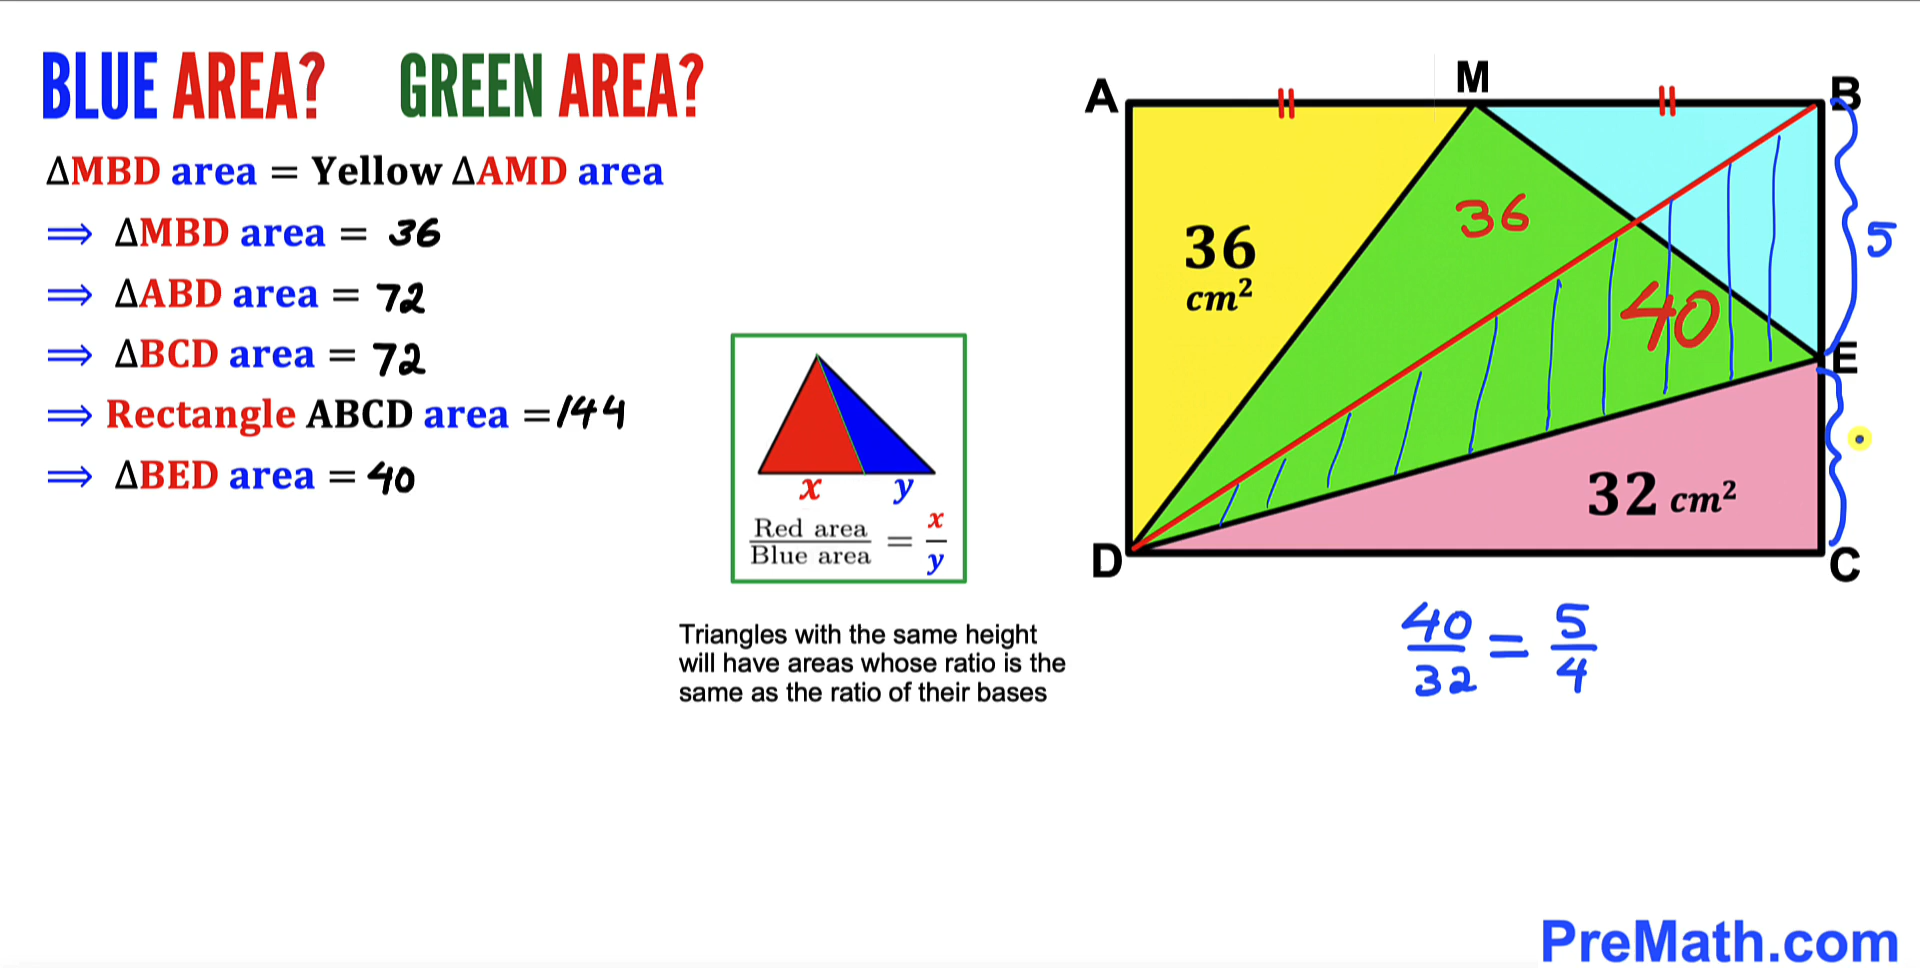 BLUE AREA? GREEN AREA?
ΔMBD area = Yellow ΔAMD area
⟹ ΔMBD area = 36
⟹ ΔABD area = 72
⟹ ΔBCD area = 72
⟹ Rectangle ABCD area = 144
⟹ ΔBED area = 40
x y
Red area / Blue area = x / y
Triangles with the same height
will have areas whose ratio is the
same as the ratio of their bases
A M B
36
36
cm²
5
40
E
32 cm²
D C
40/32 = 5/4
PreMath.com